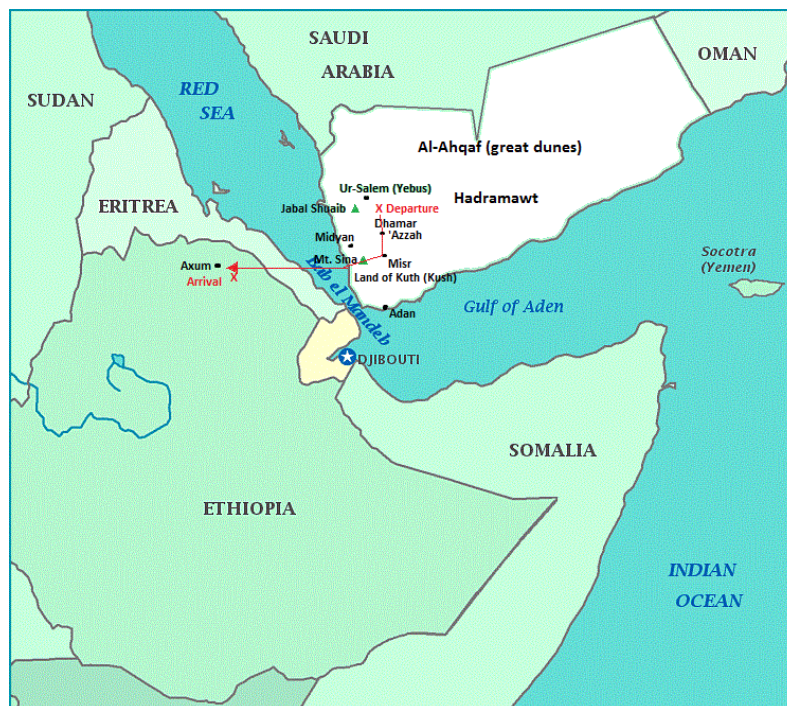 SAUDI
ARABIA
OMAN
SUDAN
RED
SEA
Al-Ahqaf (great dunes)
Ur-Salem (Yebus)
Hadramawt
ERITREA
Jabal Shuaib
X Departure
Dhamar
'Azzah
Midyan
Mt. Sina
Misr
Axum
Land of Kuth (Kush)
Arrival X
Bab el Mandeb
Adan
Gulf of Aden
Socotra
(Yemen)
DJIBOUTI
SOMALIA
ETHIOPIA
INDIAN
OCEAN